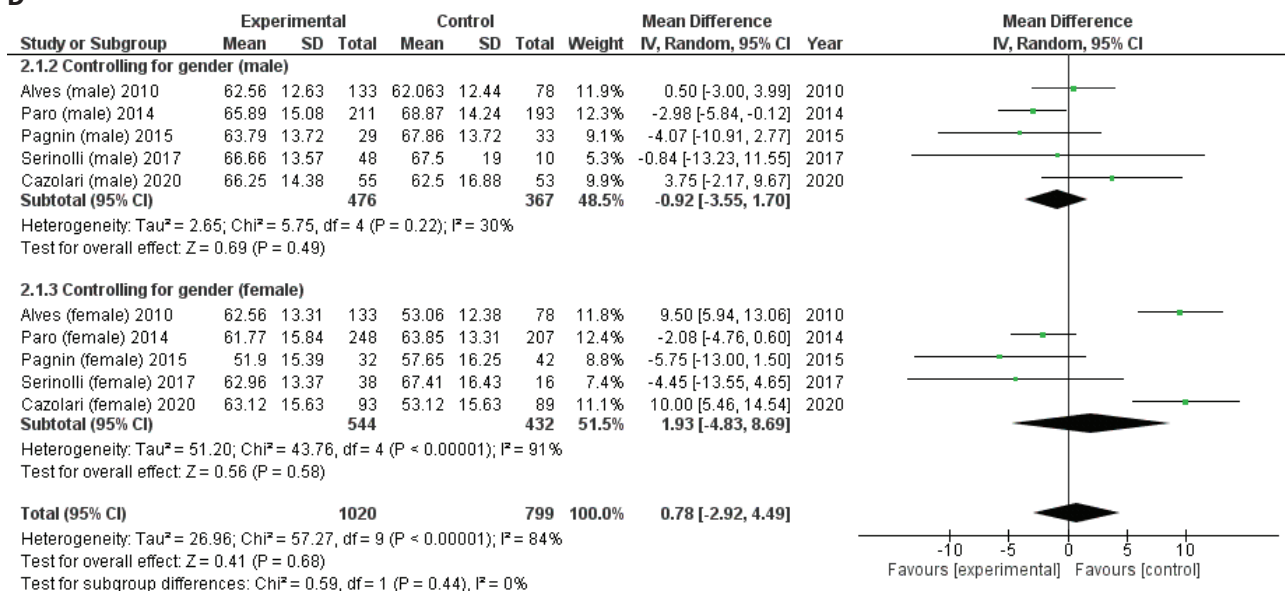 D
Experimental Control Mean Difference Mean Difference
Study or Subgroup Mean SD Total Mean SD Total Weight IV, Random, 95% CI Year IV, Random, 95% CI
2.1.2 Controlling for gender (male)
Alves (male) 2010 62.56 12.63 133 62.063 12.44 78 11.9% 0.50 [-3.00, 3.99] 2010
Paro (male) 2014 65.89 15.08 211 68.87 14.24 193 12.3% -2.98 [-5.84, -0.12] 2014
Pagnin (male) 2015 63.79 13.72 29 67.86 13.72 33 9.1% -4.07 [-10.91, 2.77] 2015
Serinolli (male) 2017 66.66 13.57 48 67.5 19 10 5.3% -0.84 [-13.23, 11.55] 2017
Cazolari (male) 2020 66.25 14.38 55 62.5 16.88 53 9.9% 3.75 [-2.17, 9.67] 2020
Subtotal (95% CI) 476 367 48.5% -0.92 [-3.55, 1.70]
Heterogeneity: Tau² = 2.65; Chi² = 5.75, df = 4 (P = 0.22); I² = 30%
Test for overall effect: Z = 0.69 (P = 0.49)
2.1.3 Controlling for gender (female)
Alves (female) 2010 62.56 13.31 133 53.06 12.38 78 11.8% 9.50 [5.94, 13.06] 2010
Paro (female) 2014 61.77 15.84 248 63.85 13.31 207 12.4% -2.08 [-4.76, 0.60] 2014
Pagnin (female) 2015 51.9 15.39 32 57.65 16.25 42 8.8% -5.75 [-13.00, 1.50] 2015
Serinolli (female) 2017 62.96 13.37 38 67.41 16.43 16 7.4% -4.45 [-13.55, 4.65] 2017
Cazolari (female) 2020 63.12 15.63 93 53.12 15.63 89 11.1% 10.00 [5.46, 14.54] 2020
Subtotal (95% CI) 544 432 51.5% 1.93 [-4.83, 8.69]
Heterogeneity: Tau² = 51.20; Chi² = 43.76, df = 4 (P < 0.00001); I² = 91%
Test for overall effect: Z = 0.56 (P = 0.58)
Total (95% CI) 1020 799 100.0% 0.78 [-2.92, 4.49]
Heterogeneity: Tau² = 26.96; Chi² = 57.27, df = 9 (P < 0.00001); I² = 84%
Test for overall effect: Z = 0.41 (P = 0.68)
Test for subgroup differences: Chi² = 0.59, df = 1 (P = 0.44), I² = 0%
-10 -5 0 5 10
Favours [experimental] Favours [control]